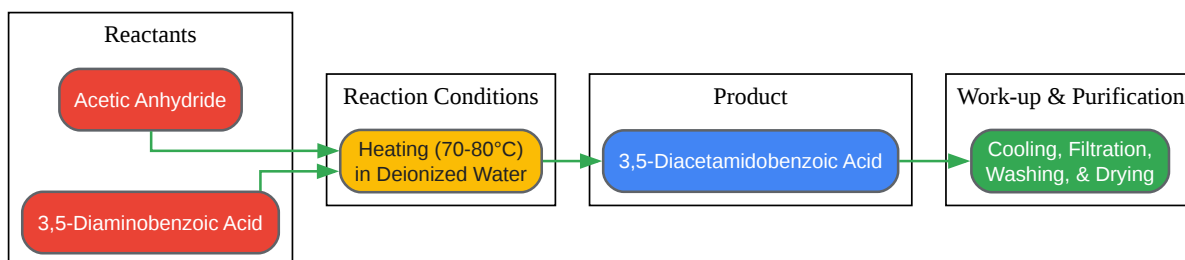 Reactants
Acetic Anhydride
3,5-Diaminobenzoic Acid
Reaction Conditions
Heating (70-80°C)
in Deionized Water
Product
3,5-Diacetamidobenzoic Acid
Work-up & Purification
Cooling, Filtration,
Washing, & Drying